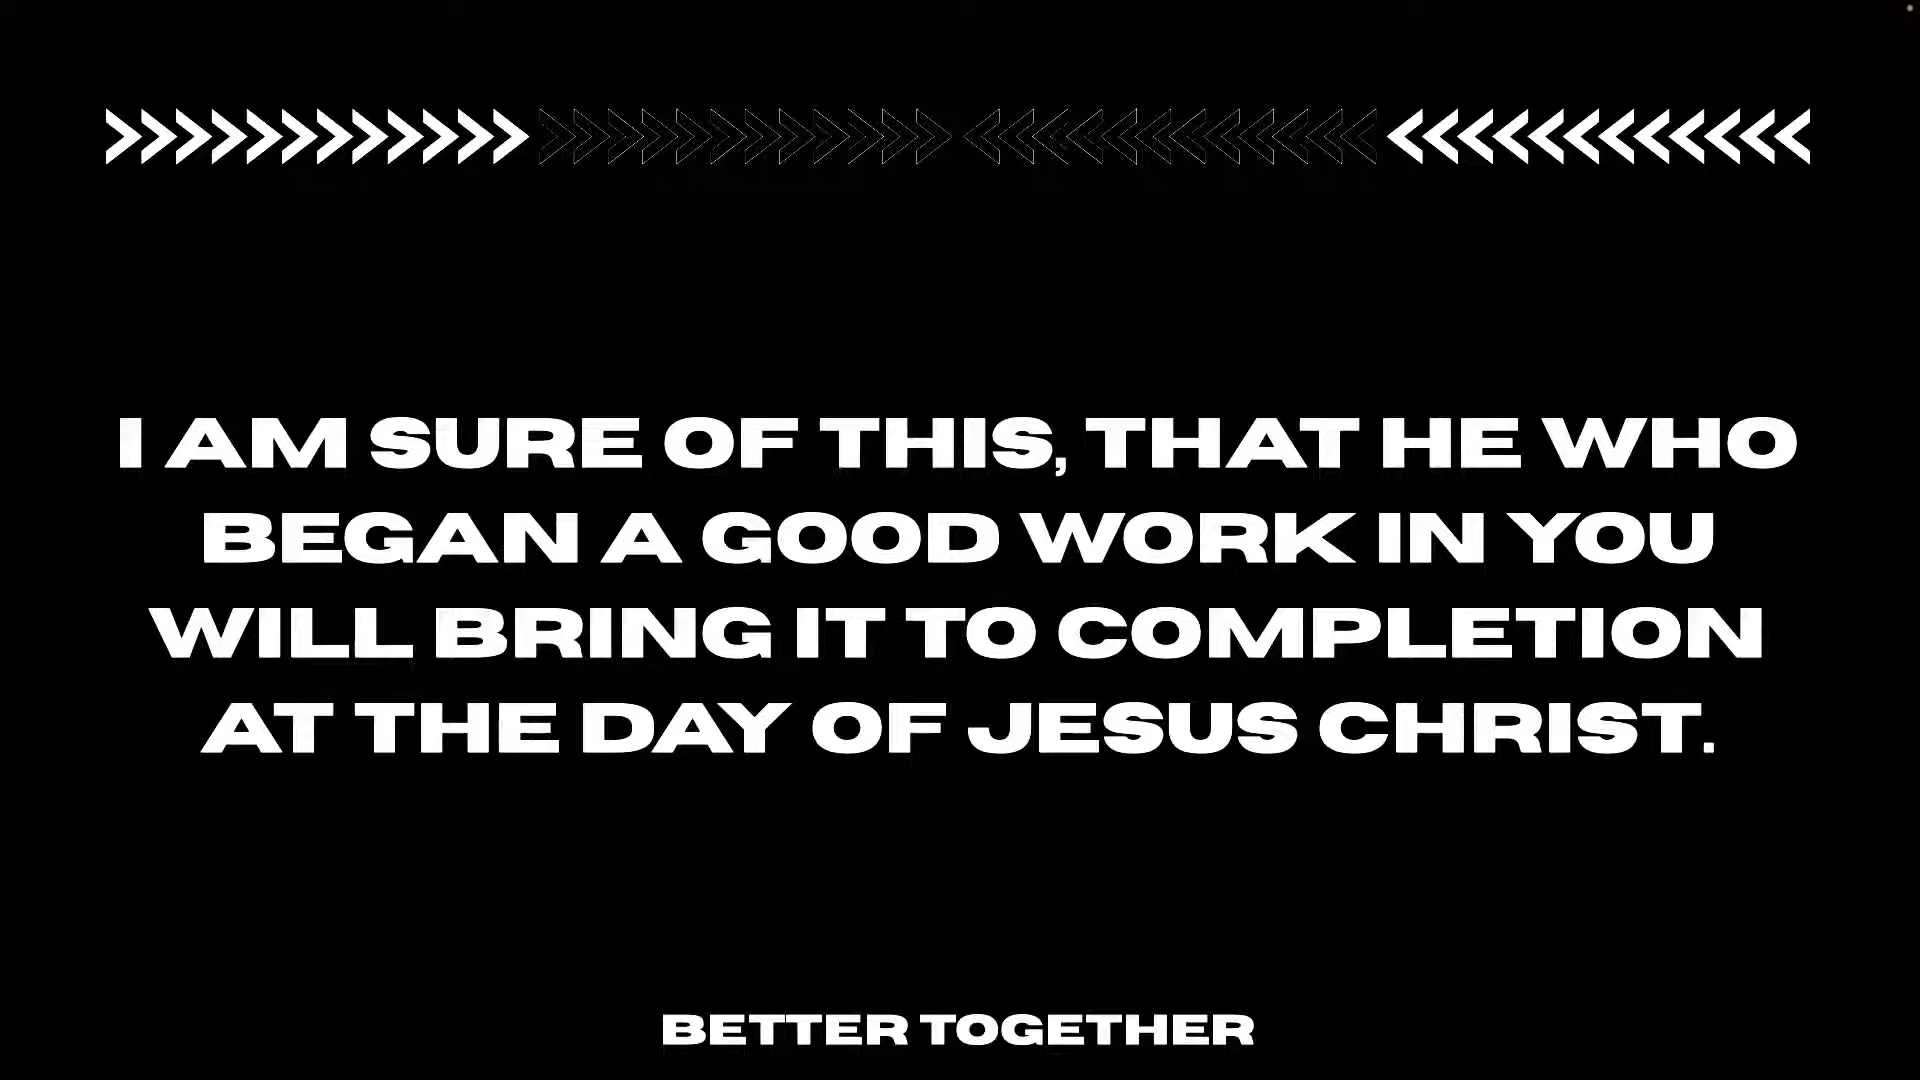 I AM SURE OF THIS, THAT HE WHO
BEGAN A GOOD WORK IN YOU
WILL BRING IT TO COMPLETION
AT THE DAY OF JESUS CHRIST.
BETTER TOGETHER